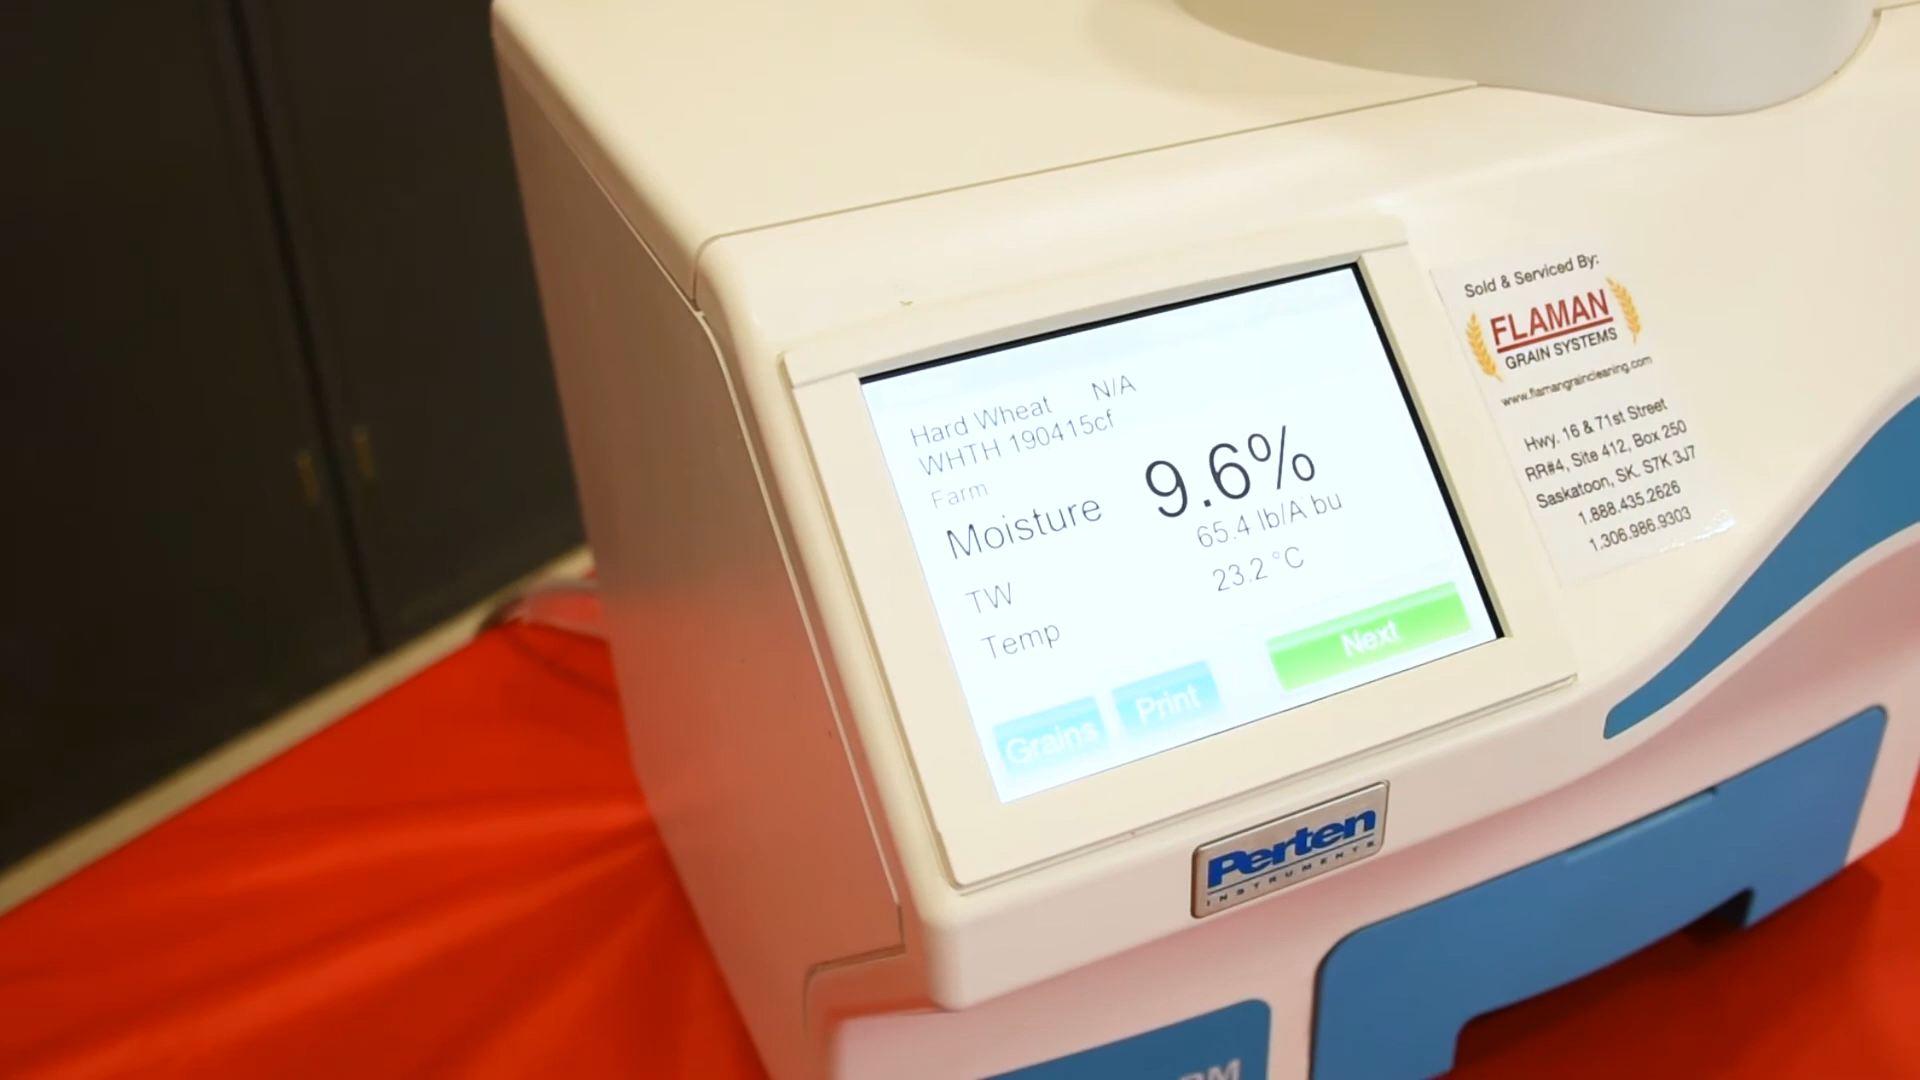 Hard Wheat N/A
WHTH 190415cf
Farm
Moisture 9.6%
TW 65.4 lb/A bu
Temp 23.2 °C
Grains Print Next
Perten
INSTRUMENTS
Sold & Serviced By:
FLAMAN
GRAIN SYSTEMS
www.flamangraincleaning.com
Hwy. 16 & 71st Street
RR#4, Site 412, Box 250
Saskatoon, SK. S7K 3J7
1.888.435.2626
1.306.986.9303